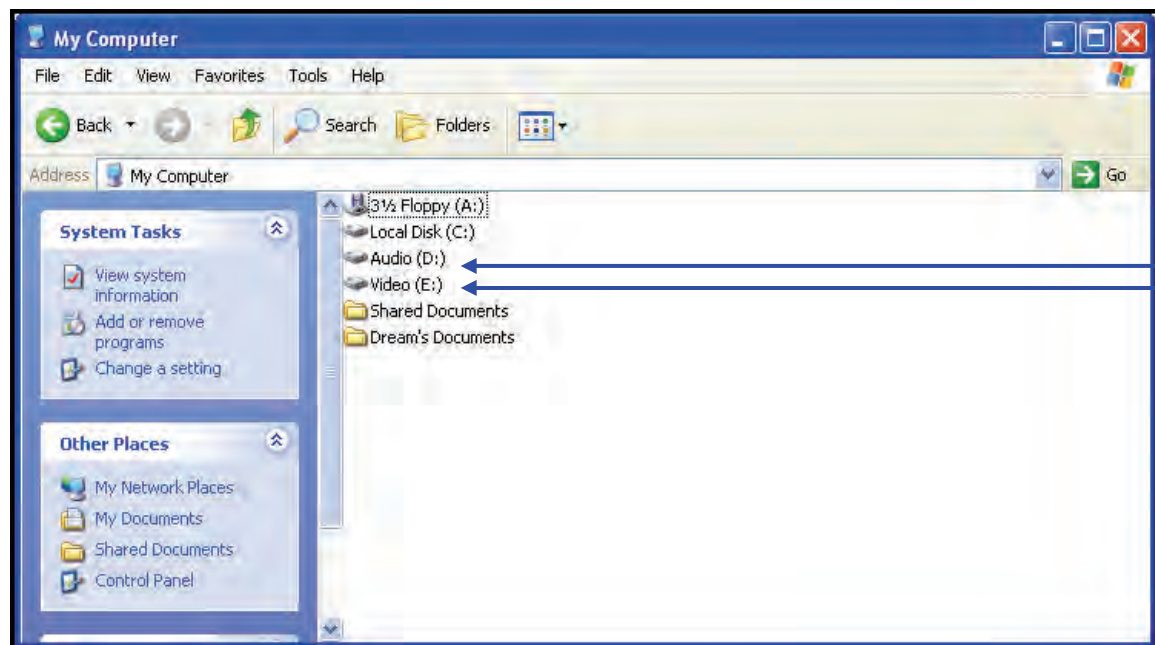 My Computer
File Edit View Favorites Tools Help
Back Search Folders
Address My Computer Go
System Tasks
View system
information
Add or remove
programs
Change a setting
Other Places
My Network Places
My Documents
Shared Documents
Control Panel
3½ Floppy (A:)
Local Disk (C:)
Audio (D:)
Video (E:)
Shared Documents
Dream's Documents